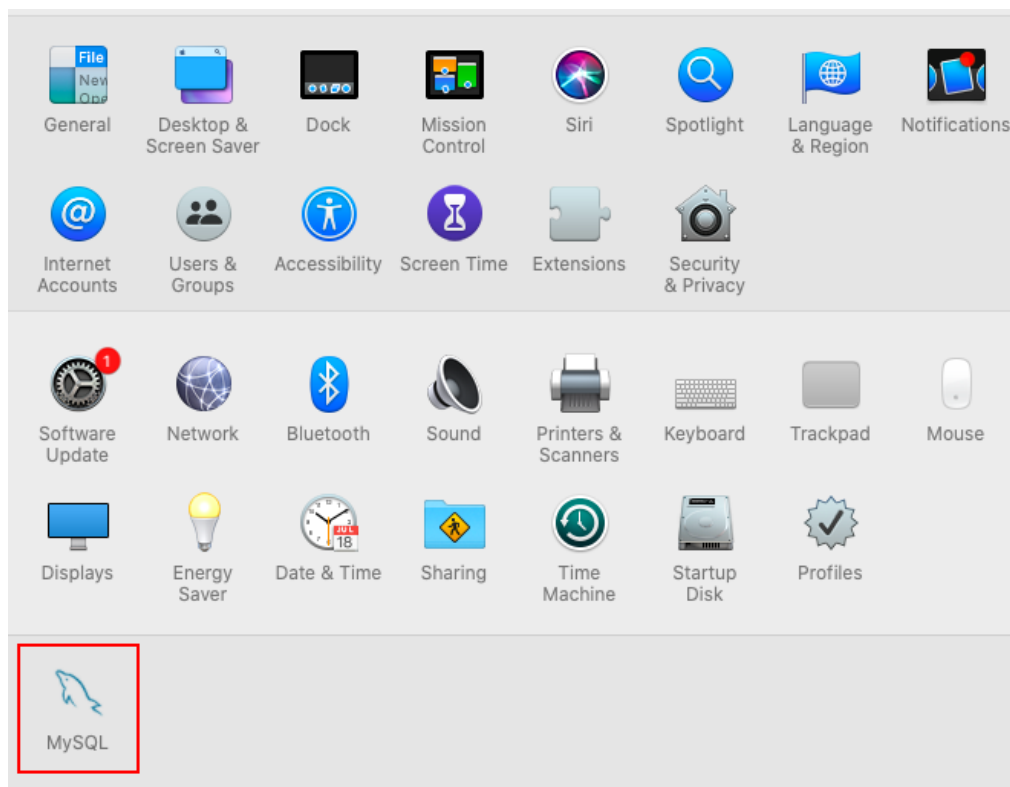 File
New
Ope
General
Desktop &
Screen Saver
Dock
Mission
Control
Siri
Spotlight
Language
& Region
Notifications
Internet
Accounts
Users &
Groups
Accessibility
Screen Time
Extensions
Security
& Privacy
1
Software
Update
Network
Bluetooth
Sound
Printers &
Scanners
Keyboard
Trackpad
Mouse
Displays
Energy
Saver
JUL
18
Date & Time
Sharing
Time
Machine
Startup
Disk
Profiles
MySQL